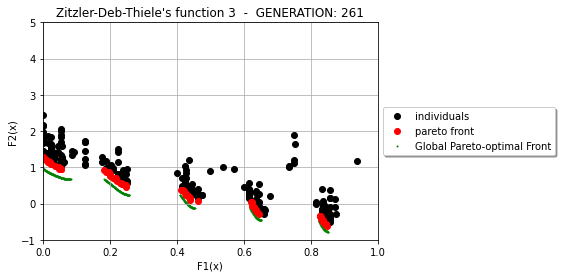 Zitzler-Deb-Thiele's function 3  -  GENERATION: 261
5
4
3
2
1
0
−1
F2(x)
0.0
0.2
0.4
0.6
0.8
1.0
F1(x)
individuals
pareto front
Global Pareto-optimal Front